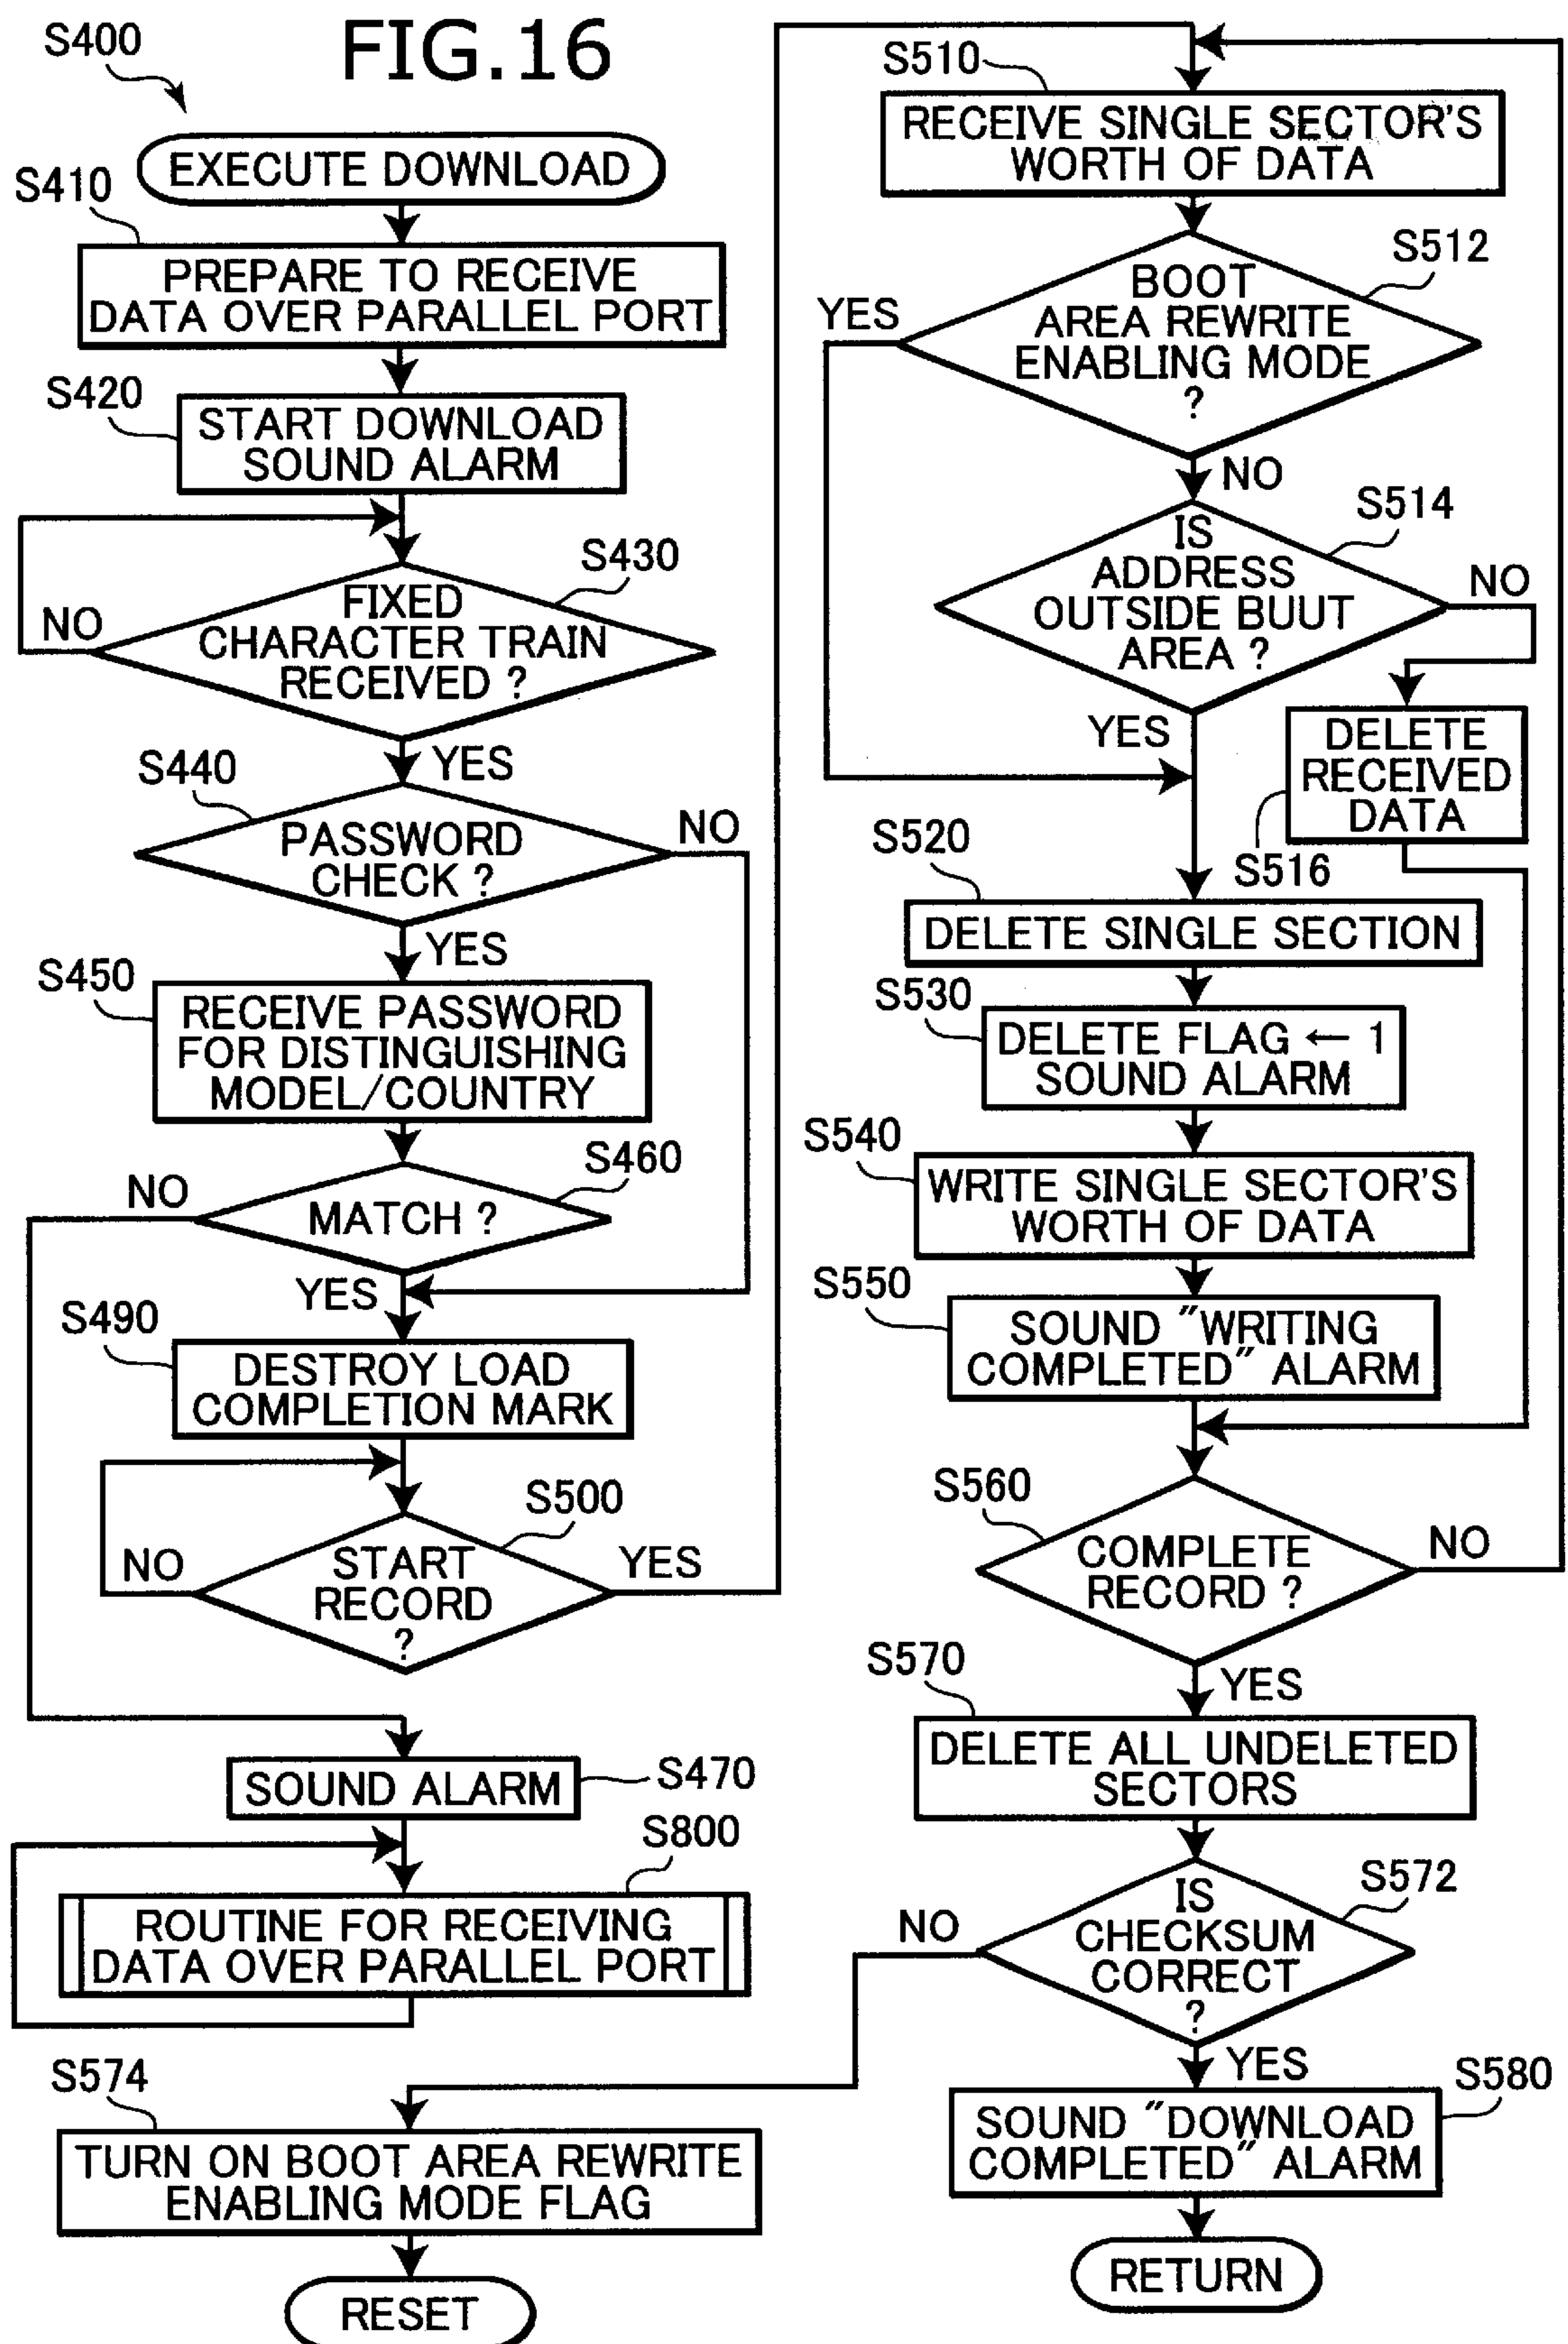 FIG.16
S400
EXECUTE DOWNLOAD
S410
PREPARE TO RECEIVE
DATA OVER PARALLEL PORT
S420
START DOWNLOAD
SOUND ALARM
S430
FIXED
CHARACTER TRAIN
RECEIVED ?
NO
YES
S440
PASSWORD
CHECK ?
NO
YES
S450
RECEIVE PASSWORD
FOR DISTINGUISHING
MODEL/COUNTRY
S460
MATCH ?
NO
YES
S490
DESTROY LOAD
COMPLETION MARK
S500
START
RECORD
?
NO
YES
SOUND ALARM
S470
S800
ROUTINE FOR RECEIVING
DATA OVER PARALLEL PORT
S574
TURN ON BOOT AREA REWRITE
ENABLING MODE FLAG
RESET
S510
RECEIVE SINGLE SECTOR'S
WORTH OF DATA
S512
BOOT
AREA REWRITE
ENABLING MODE
?
YES
NO
S514
IS
ADDRESS
OUTSIDE BUUT
AREA ?
NO
YES
DELETE
RECEIVED
DATA
S516
S520
DELETE SINGLE SECTION
S530
DELETE FLAG ← 1
SOUND ALARM
S540
WRITE SINGLE SECTOR'S
WORTH OF DATA
S550
SOUND "WRITING
COMPLETED" ALARM
S560
COMPLETE
RECORD ?
NO
YES
S570
DELETE ALL UNDELETED
SECTORS
S572
IS
CHECKSUM
CORRECT
?
NO
YES
S580
SOUND "DOWNLOAD
COMPLETED" ALARM
RETURN